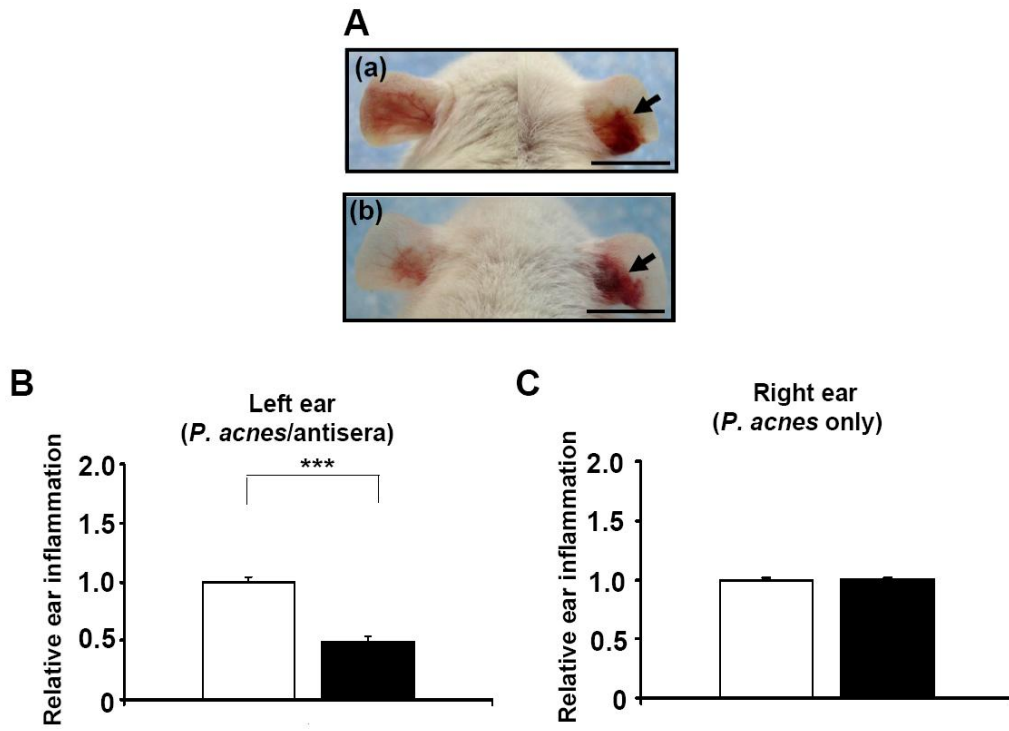 A
(a)
(b)
B
Left ear
(P. acnes/antisera)
***
Relative ear inflammation
2.0
1.5
1.0
0.5
0
C
Right ear
(P. acnes only)
Relative ear inflammation
2.0
1.5
1.0
0.5
0